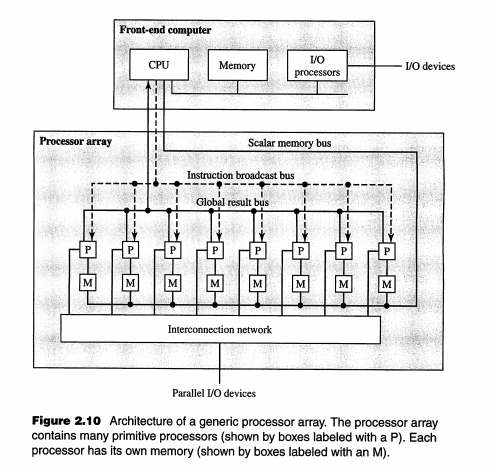 Front-end computer
CPU
Memory
I/O
processors
I/O devices
Processor array
Scalar memory bus
Instruction broadcast bus
Global result bus
P P P P P P P P
M M M M M M M M
Interconnection network
Parallel I/O devices
Figure 2.10 Architecture of a generic processor array. The processor array
contains many primitive processors (shown by boxes labeled with a P). Each
processor has its own memory (shown by boxes labeled with an M).